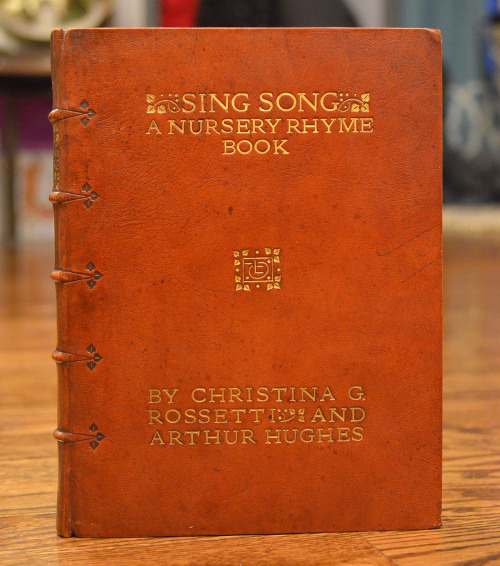 SING SONG
A NURSERY RHYME
BOOK
BY CHRISTINA G.
ROSSETTI AND
ARTHUR HUGHES